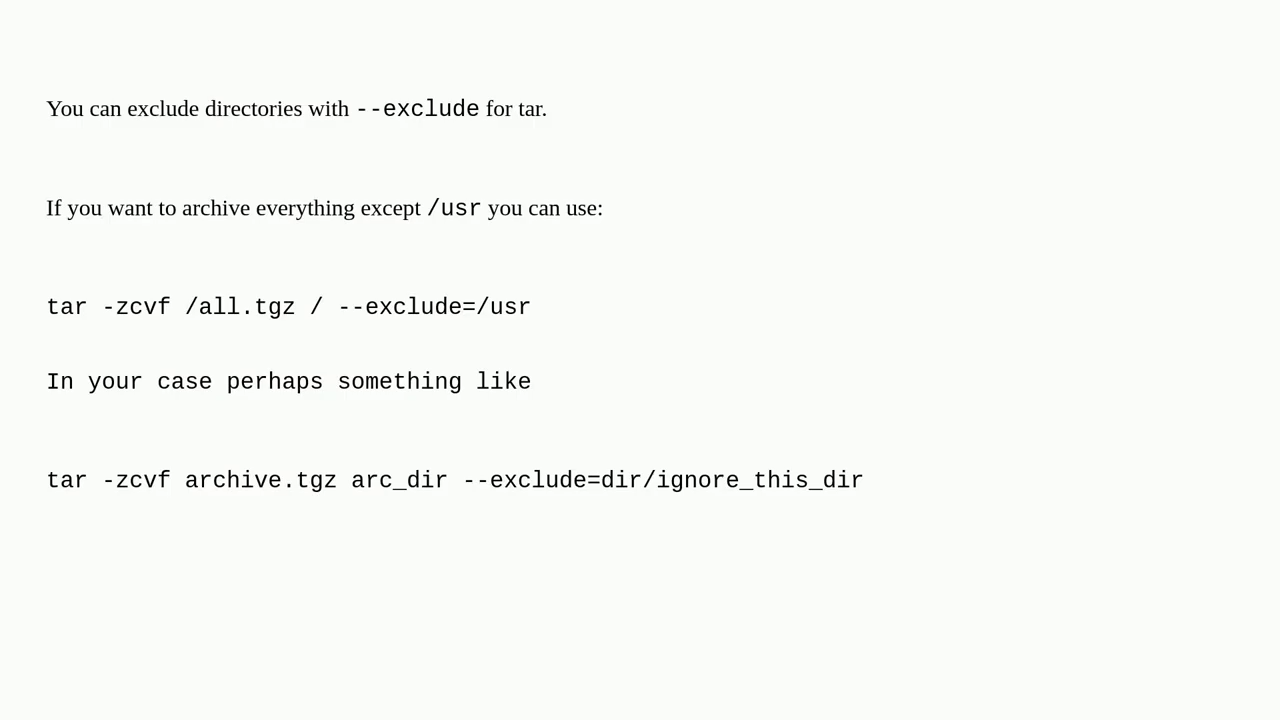 You can exclude directories with --exclude for tar.
If you want to archive everything except /usr you can use:
tar -zcvf /all.tgz / --exclude=/usr
In your case perhaps something like
tar -zcvf archive.tgz arc_dir --exclude=dir/ignore_this_dir